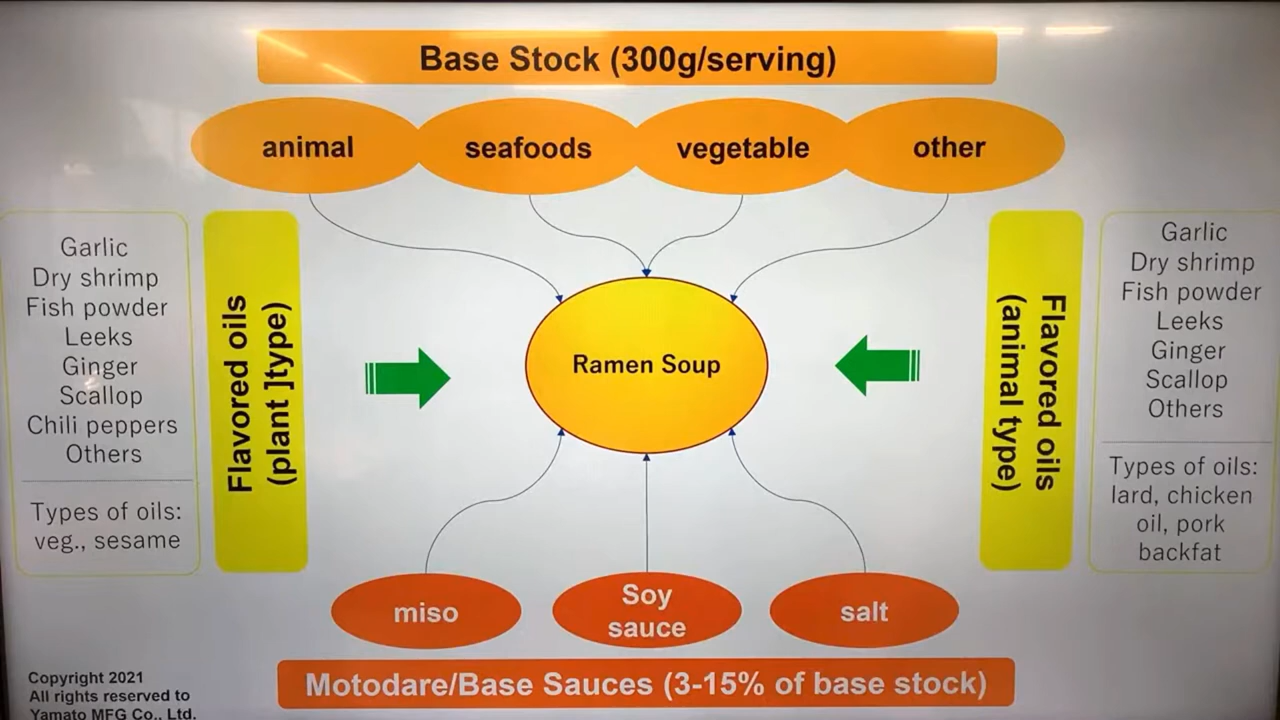 Base Stock (300g/serving)
animal
seafoods
vegetable
other
Garlic
Dry shrimp
Fish powder
Leeks
Ginger
Scallop
Chili peppers
Others
Types of oils:
veg., sesame
Flavored oils
(plant ]type)
Ramen Soup
Flavored oils
(animal type)
Garlic
Dry shrimp
Fish powder
Leeks
Ginger
Scallop
Others
Types of oils:
lard, chicken
oil, pork
backfat
miso
Soy
sauce
salt
Motodare/Base Sauces (3-15% of base stock)
Copyright 2021
All rights reserved to
Yamato MFG Co., Ltd.